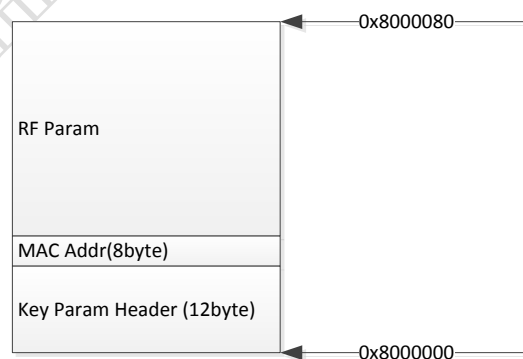 0x8000080
RF Param
MAC Addr(8byte)
Key Param Header (12byte)
0x8000000